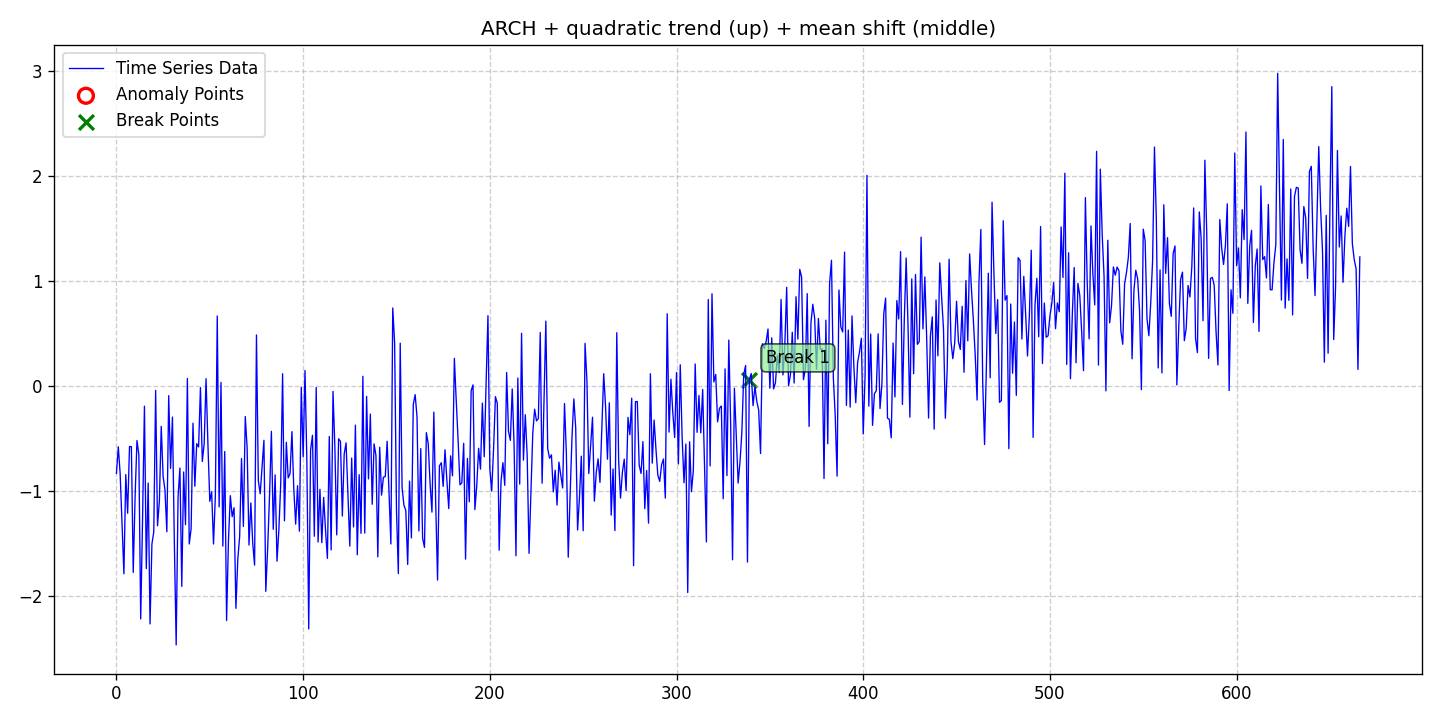 ARCH + quadratic trend (up) + mean shift (middle)
Time Series Data
Anomaly Points
Break Points
Break 1
3
2
1
0
−1
−2
0
100
200
300
400
500
600